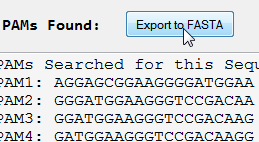 PAMs Found: Export to FASTA
PAMs Searched for this Sequ
PAM1: AGGAGCGGAAGGGGATGGAA
PAM2: GGGATGGAAGGGTCCGACAA
PAM3: GGATGGAAGGGTCCGACAAG
PAM4: GATGGAAGGGTCCGACAAGG